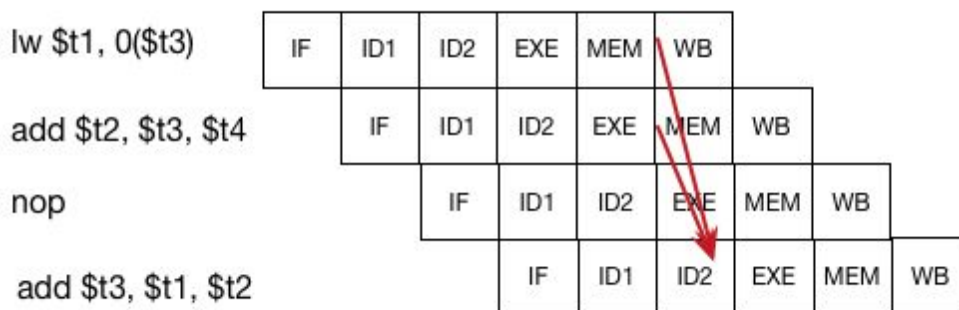 lw $t1, 0($t3) IF ID1 ID2 EXE MEM WB
add $t2, $t3, $t4 IF ID1 ID2 EXE MEM WB
nop IF ID1 ID2 EXE MEM WB
add $t3, $t1, $t2 IF ID1 ID2 EXE MEM WB